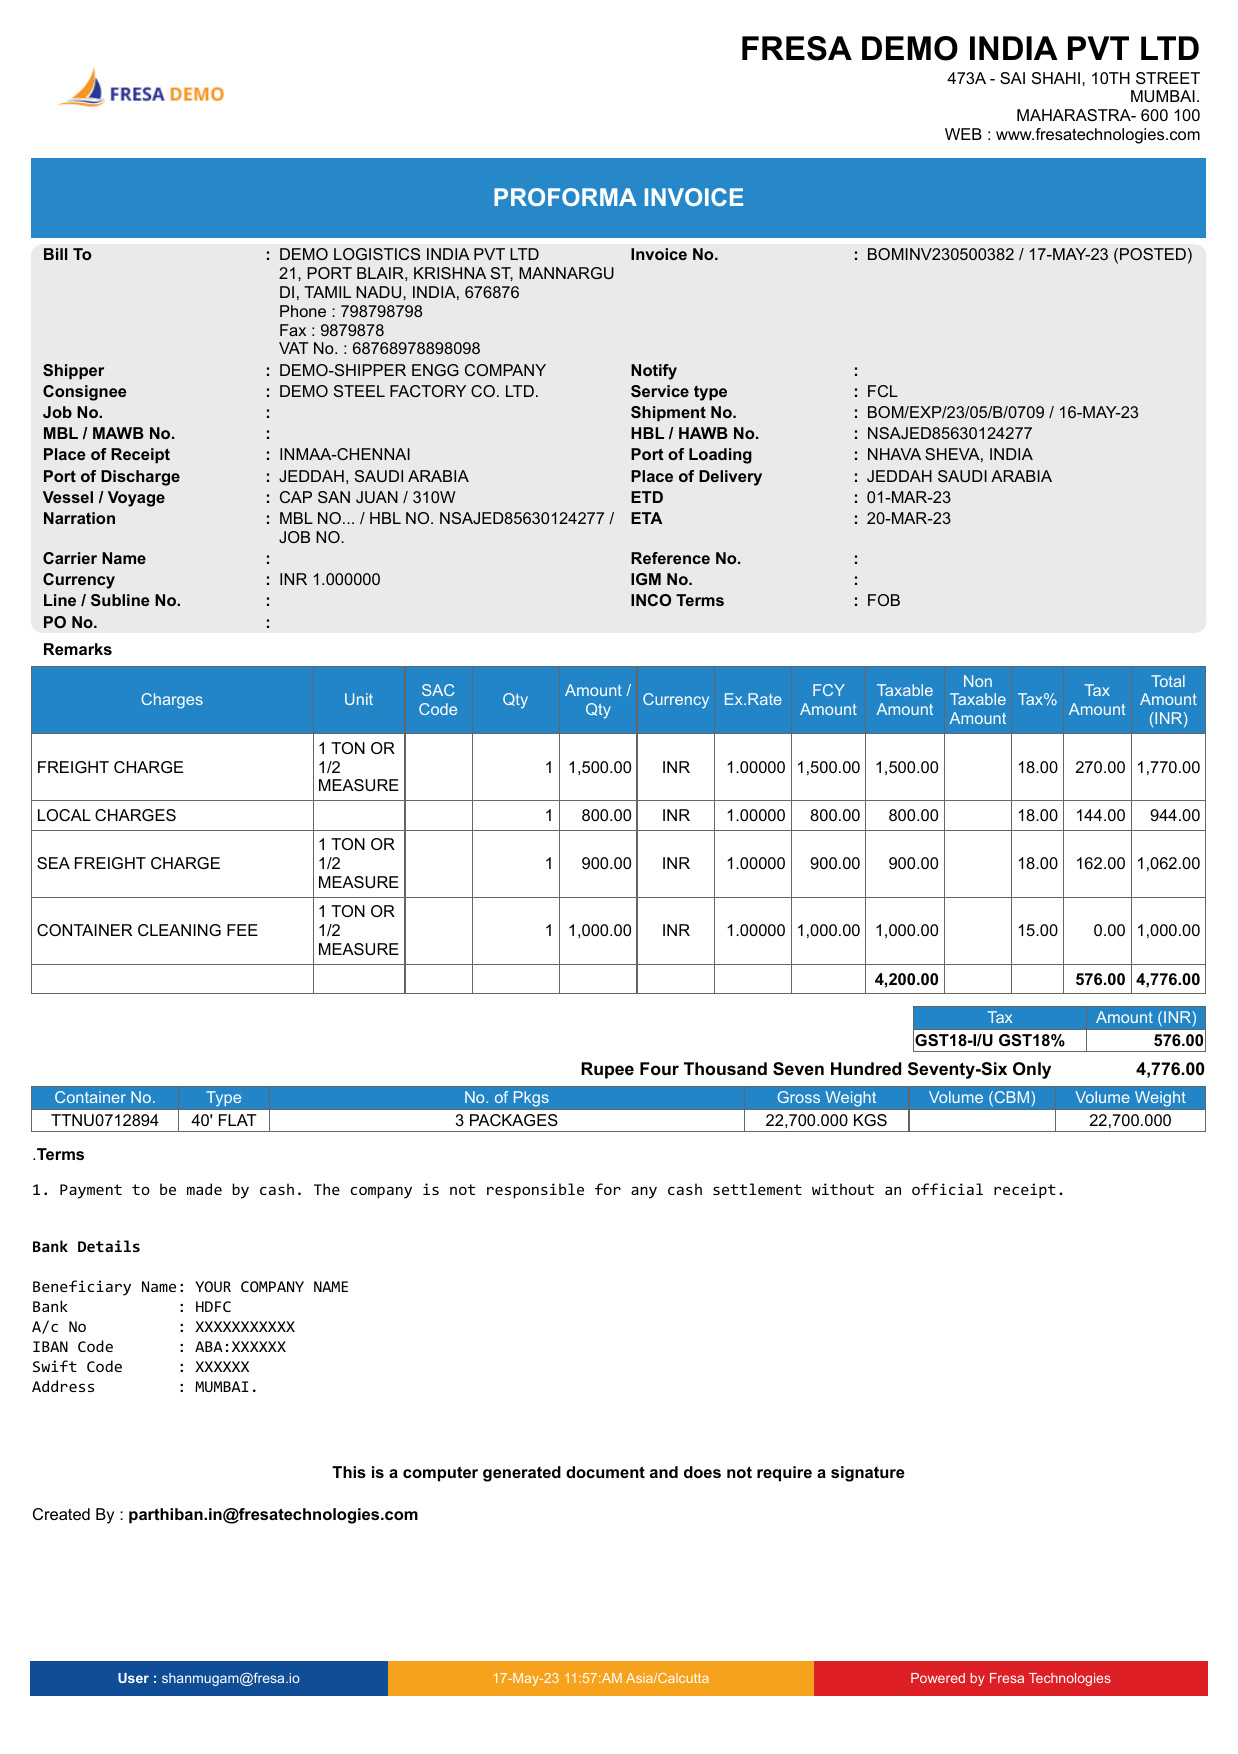 FRESA DEMO
FRESA DEMO INDIA PVT LTD
473A - SAI SHAHI, 10TH STREET
MUMBAI.
MAHARASTRA- 600 100
WEB : www.fresatechnologies.com
PROFORMA INVOICE
Bill To : DEMO LOGISTICS INDIA PVT LTD Invoice No. : BOMINV230500382 / 17-MAY-23 (POSTED)
21, PORT BLAIR, KRISHNA ST, MANNARGU
DI, TAMIL NADU, INDIA, 676876
Phone : 798798798
Fax : 9879878
VAT No. : 68768978898098
Shipper : DEMO-SHIPPER ENGG COMPANY Notify :
Consignee : DEMO STEEL FACTORY CO. LTD. Service type : FCL
Job No. : Shipment No. : BOM/EXP/23/05/B/0709 / 16-MAY-23
MBL / MAWB No. : HBL / HAWB No. : NSAJED85630124277
Place of Receipt : INMAA-CHENNAI Port of Loading : NHAVA SHEVA, INDIA
Port of Discharge : JEDDAH, SAUDI ARABIA Place of Delivery : JEDDAH SAUDI ARABIA
Vessel / Voyage : CAP SAN JUAN / 310W ETD : 01-MAR-23
Narration : MBL NO... / HBL NO. NSAJED85630124277 / ETA : 20-MAR-23
JOB NO.
Carrier Name : Reference No. :
Currency : INR 1.000000 IGM No. :
Line / Subline No. : INCO Terms : FOB
PO No. :
Remarks
Charges Unit SAC Code Qty Amount / Qty Currency Ex.Rate FCY Amount Taxable Amount Non Taxable Amount Tax% Tax Amount Total Amount (INR)
FREIGHT CHARGE 1 TON OR 1/2 MEASURE 1 1,500.00 INR 1.00000 1,500.00 1,500.00 18.00 270.00 1,770.00
LOCAL CHARGES 1 800.00 INR 1.00000 800.00 800.00 18.00 144.00 944.00
SEA FREIGHT CHARGE 1 TON OR 1/2 MEASURE 1 900.00 INR 1.00000 900.00 900.00 18.00 162.00 1,062.00
CONTAINER CLEANING FEE 1 TON OR 1/2 MEASURE 1 1,000.00 INR 1.00000 1,000.00 1,000.00 15.00 0.00 1,000.00
4,200.00 576.00 4,776.00
Tax Amount (INR)
GST18-I/U GST18% 576.00
Rupee Four Thousand Seven Hundred Seventy-Six Only 4,776.00
Container No. Type No. of Pkgs Gross Weight Volume (CBM) Volume Weight
TTNU0712894 40' FLAT 3 PACKAGES 22,700.000 KGS 22,700.000
.Terms
1. Payment to be made by cash. The company is not responsible for any cash settlement without an official receipt.
Bank Details
Beneficiary Name: YOUR COMPANY NAME
Bank : HDFC
A/c No : XXXXXXXXXXX
IBAN Code : ABA:XXXXXX
Swift Code : XXXXXX
Address : MUMBAI.
This is a computer generated document and does not require a signature
Created By : parthiban.in@fresatechnologies.com
User : shanmugam@fresa.io 17-May-23 11:57:AM Asia/Calcutta Powered by Fresa Technologies